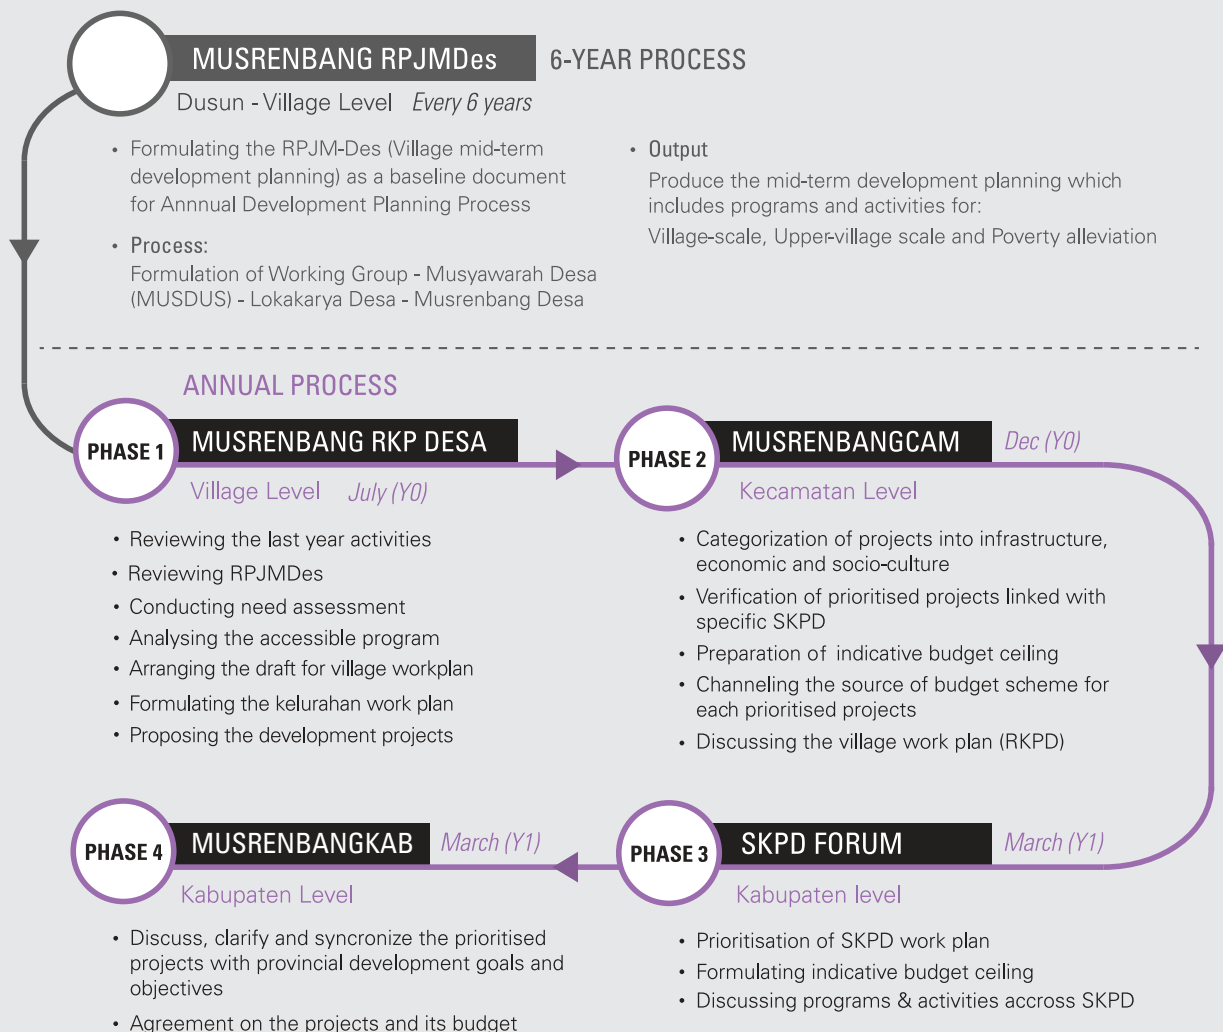 MUSRENBANG RPJMDes
6-YEAR PROCESS
Dusun - Village Level Every 6 years
• Formulating the RPJM-Des (Village mid-term
development planning) as a baseline document
for Annnual Development Planning Process
• Process:
Formulation of Working Group - Musyawarah Desa
(MUSDUS) - Lokakarya Desa - Musrenbang Desa
• Output
Produce the mid-term development planning which
includes programs and activities for:
Village-scale, Upper-village scale and Poverty alleviation
ANNUAL PROCESS
PHASE 1
MUSRENBANG RKP DESA
Village Level July (Y0)
• Reviewing the last year activities
• Reviewing RPJMDes
• Conducting need assessment
• Analysing the accessible program
• Arranging the draft for village workplan
• Formulating the kelurahan work plan
• Proposing the development projects
PHASE 2
MUSRENBANGCAM
Dec (Y0)
Kecamatan Level
• Categorization of projects into infrastructure,
economic and socio-culture
• Verification of prioritised projects linked with
specific SKPD
• Preparation of indicative budget ceiling
• Channeling the source of budget scheme for
each prioritised projects
• Discussing the village work plan (RKPD)
PHASE 3
SKPD FORUM
March (Y1)
Kabupaten level
• Prioritisation of SKPD work plan
• Formulating indicative budget ceiling
• Discussing programs & activities accross SKPD
PHASE 4
MUSRENBANGKAB
March (Y1)
Kabupaten Level
• Discuss, clarify and syncronize the prioritised
projects with provincial development goals and
objectives
• Agreement on the projects and its budget